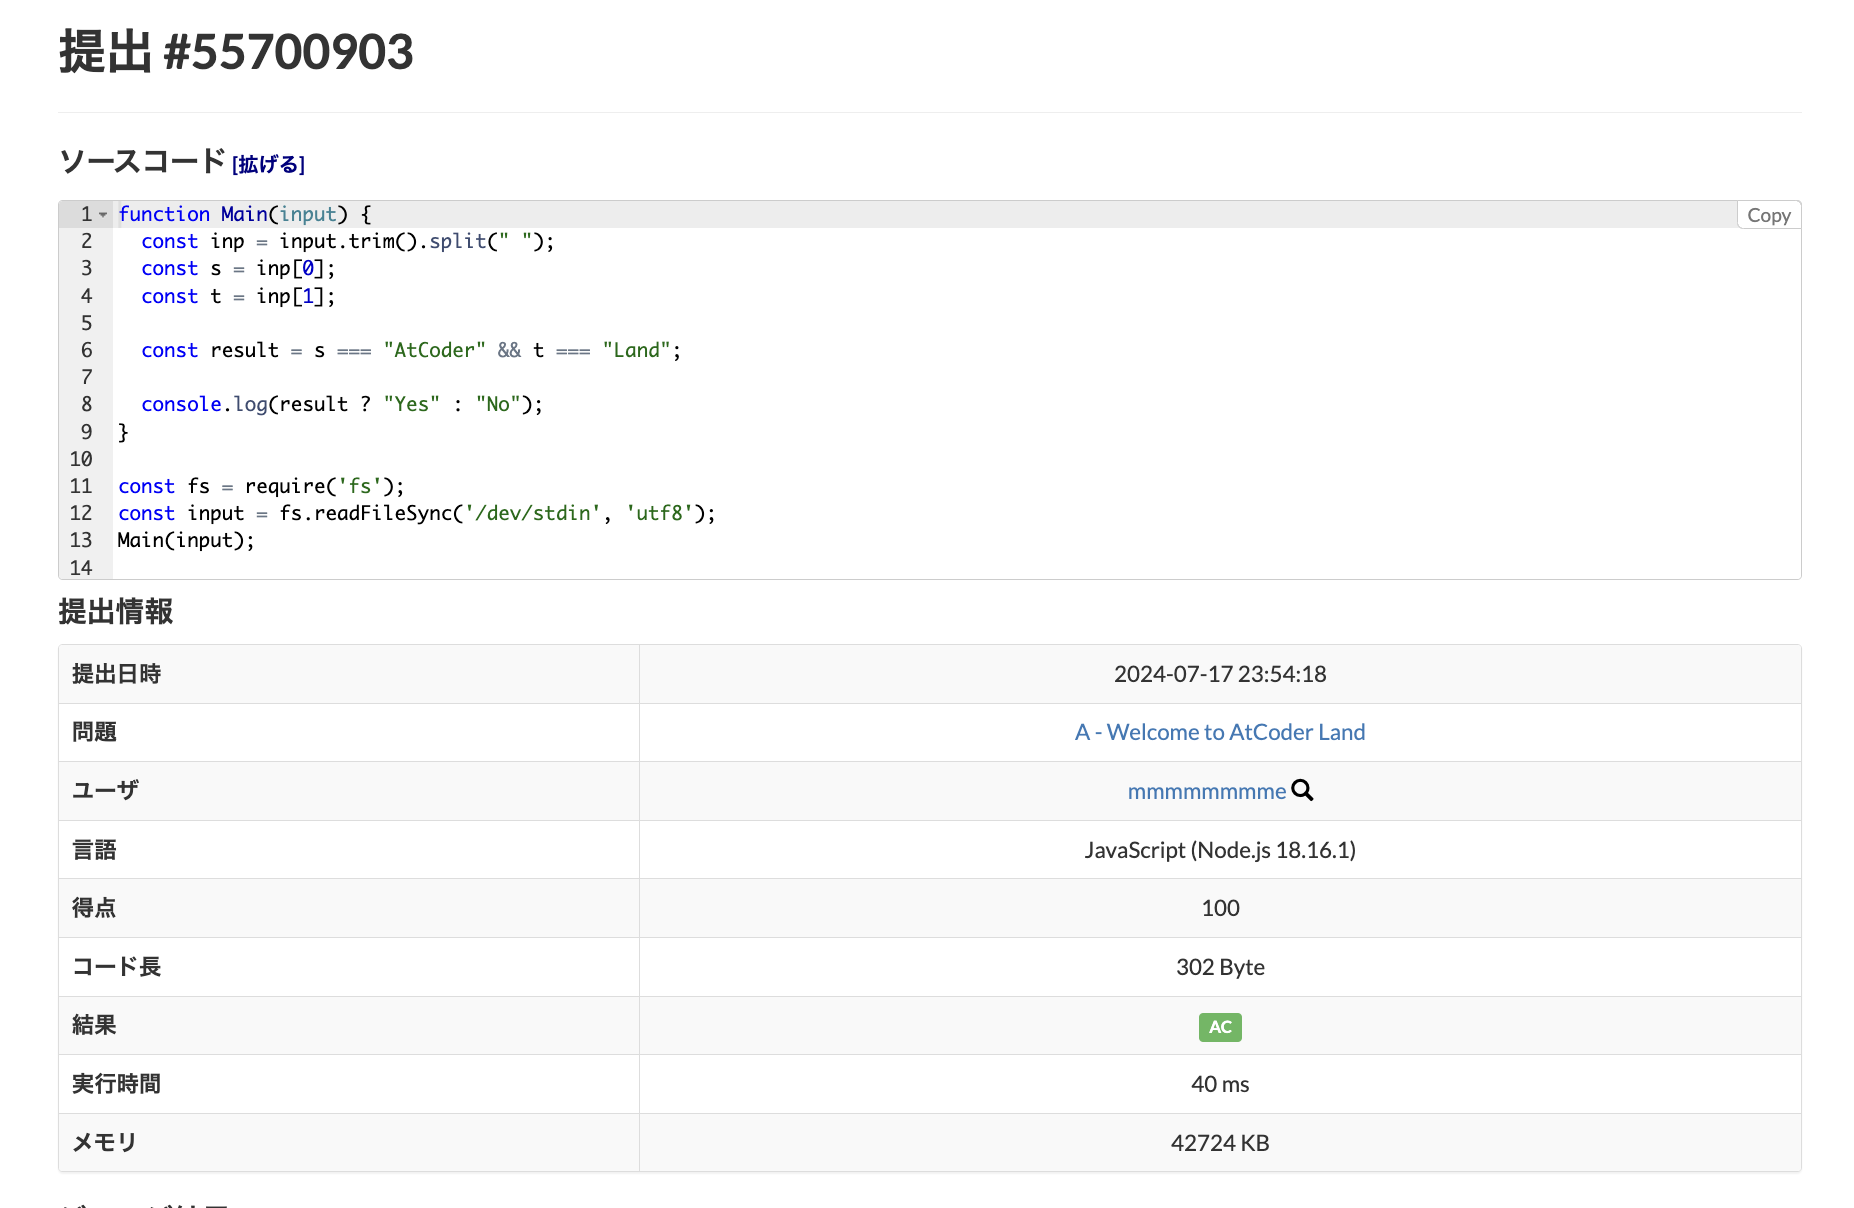 提出 #55700903
ソースコード [拡げる]
Copy
1 function Main(input) {
2   const inp = input.trim().split(" ");
3   const s = inp[0];
4   const t = inp[1];
5
6   const result = s === "AtCoder" && t === "Land";
7
8   console.log(result ? "Yes" : "No");
9 }
10
11 const fs = require('fs');
12 const input = fs.readFileSync('/dev/stdin', 'utf8');
13 Main(input);
14
提出情報
提出日時 2024-07-17 23:54:18
問題 A - Welcome to AtCoder Land
ユーザ mmmmmmmme
言語 JavaScript (Node.js 18.16.1)
得点 100
コード長 302 Byte
結果 AC
実行時間 40 ms
メモリ 42724 KB